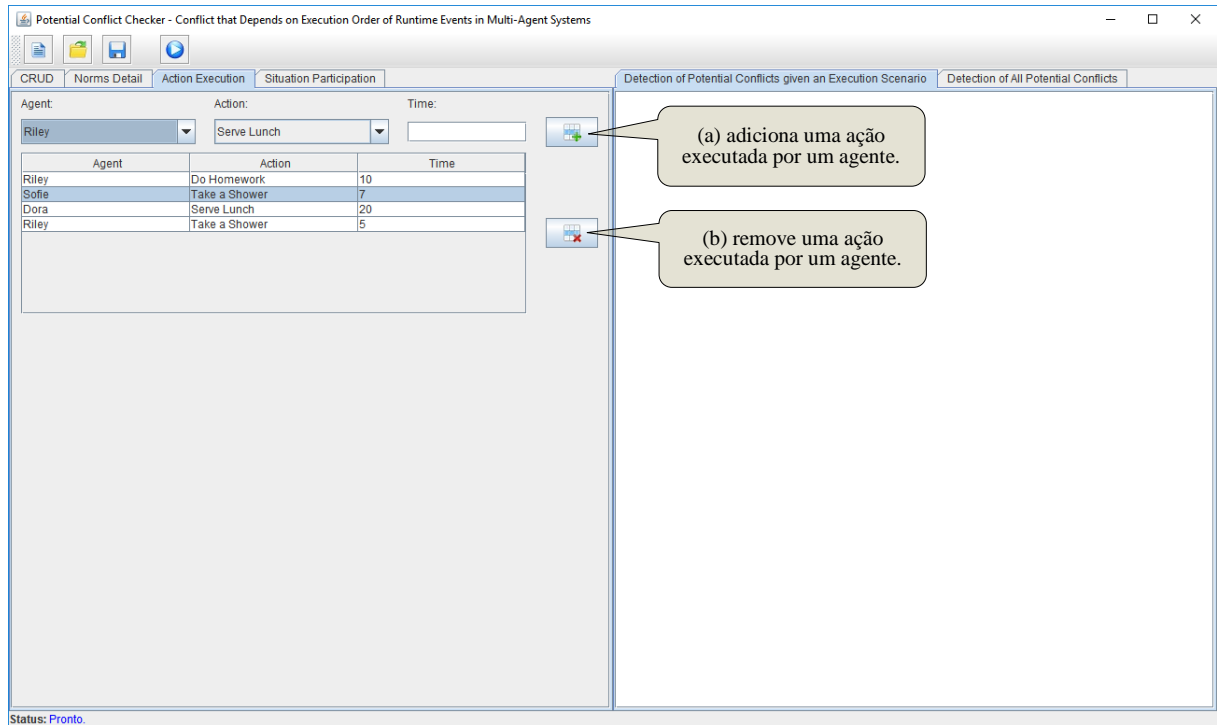 Potential Conflict Checker - Conflict that Depends on Execution Order of Runtime Events in Multi-Agent Systems
CRUD Norms Detail Action Execution Situation Participation
Detection of Potential Conflicts given an Execution Scenario Detection of All Potential Conflicts
Agent: Action: Time:
Riley Serve Lunch
Agent Action Time
Riley Do Homework 10
Sofie Take a Shower 7
Dora Serve Lunch 20
Riley Take a Shower 5
(a) adiciona uma ação
executada por um agente.
(b) remove uma ação
executada por um agente.
Status: Pronto.